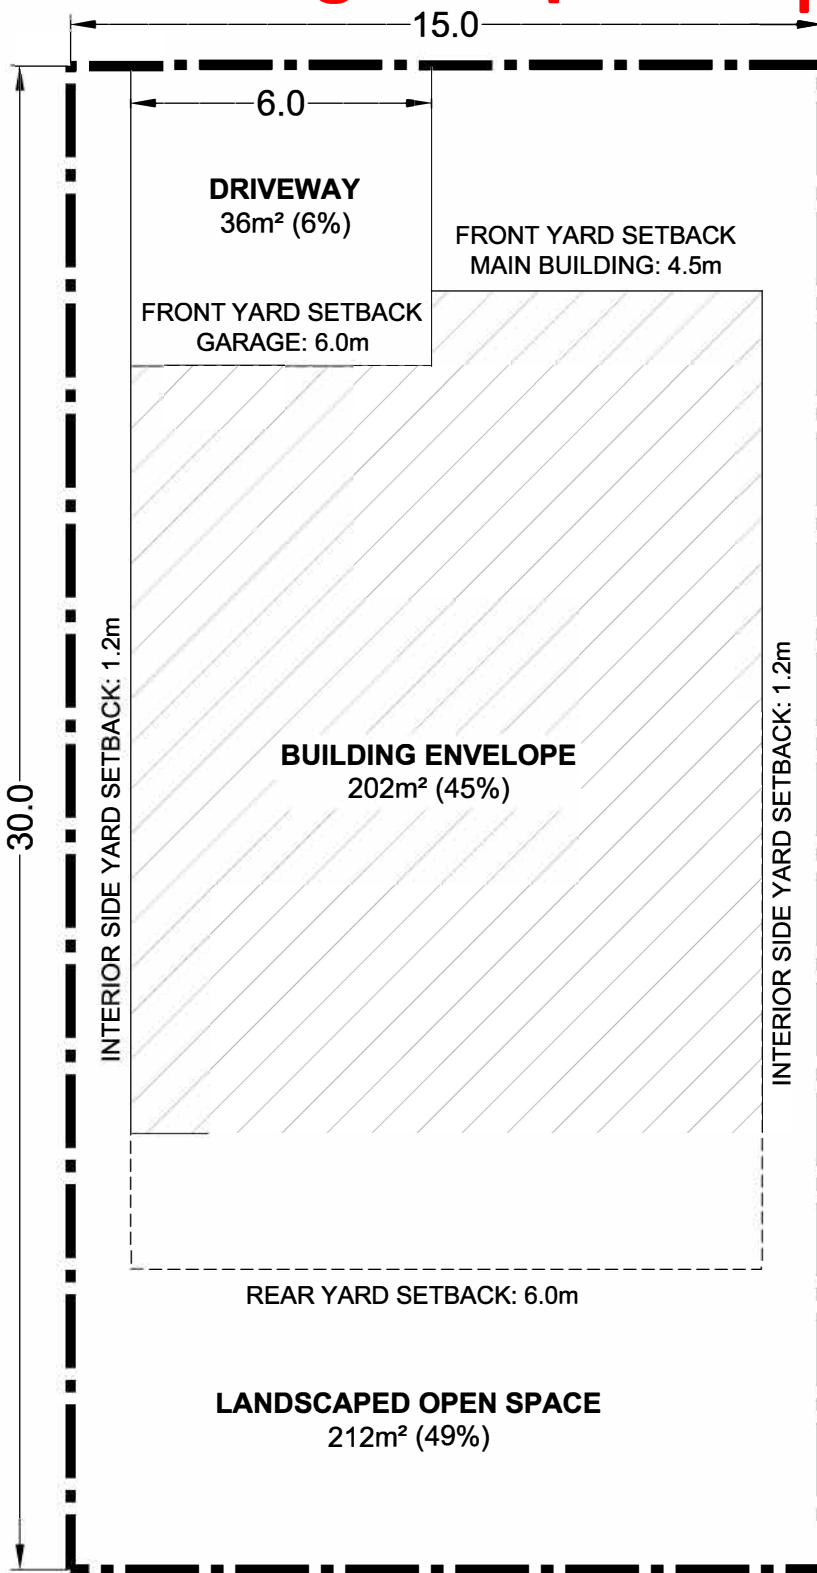 15.0
6.0
DRIVEWAY
36m² (6%)
FRONT YARD SETBACK
MAIN BUILDING: 4.5m
FRONT YARD SETBACK
GARAGE: 6.0m
INTERIOR SIDE YARD SETBACK: 1.2m
INTERIOR SIDE YARD SETBACK: 1.2m
BUILDING ENVELOPE
202m² (45%)
30.0
REAR YARD SETBACK: 6.0m
LANDSCAPED OPEN SPACE
212m² (49%)